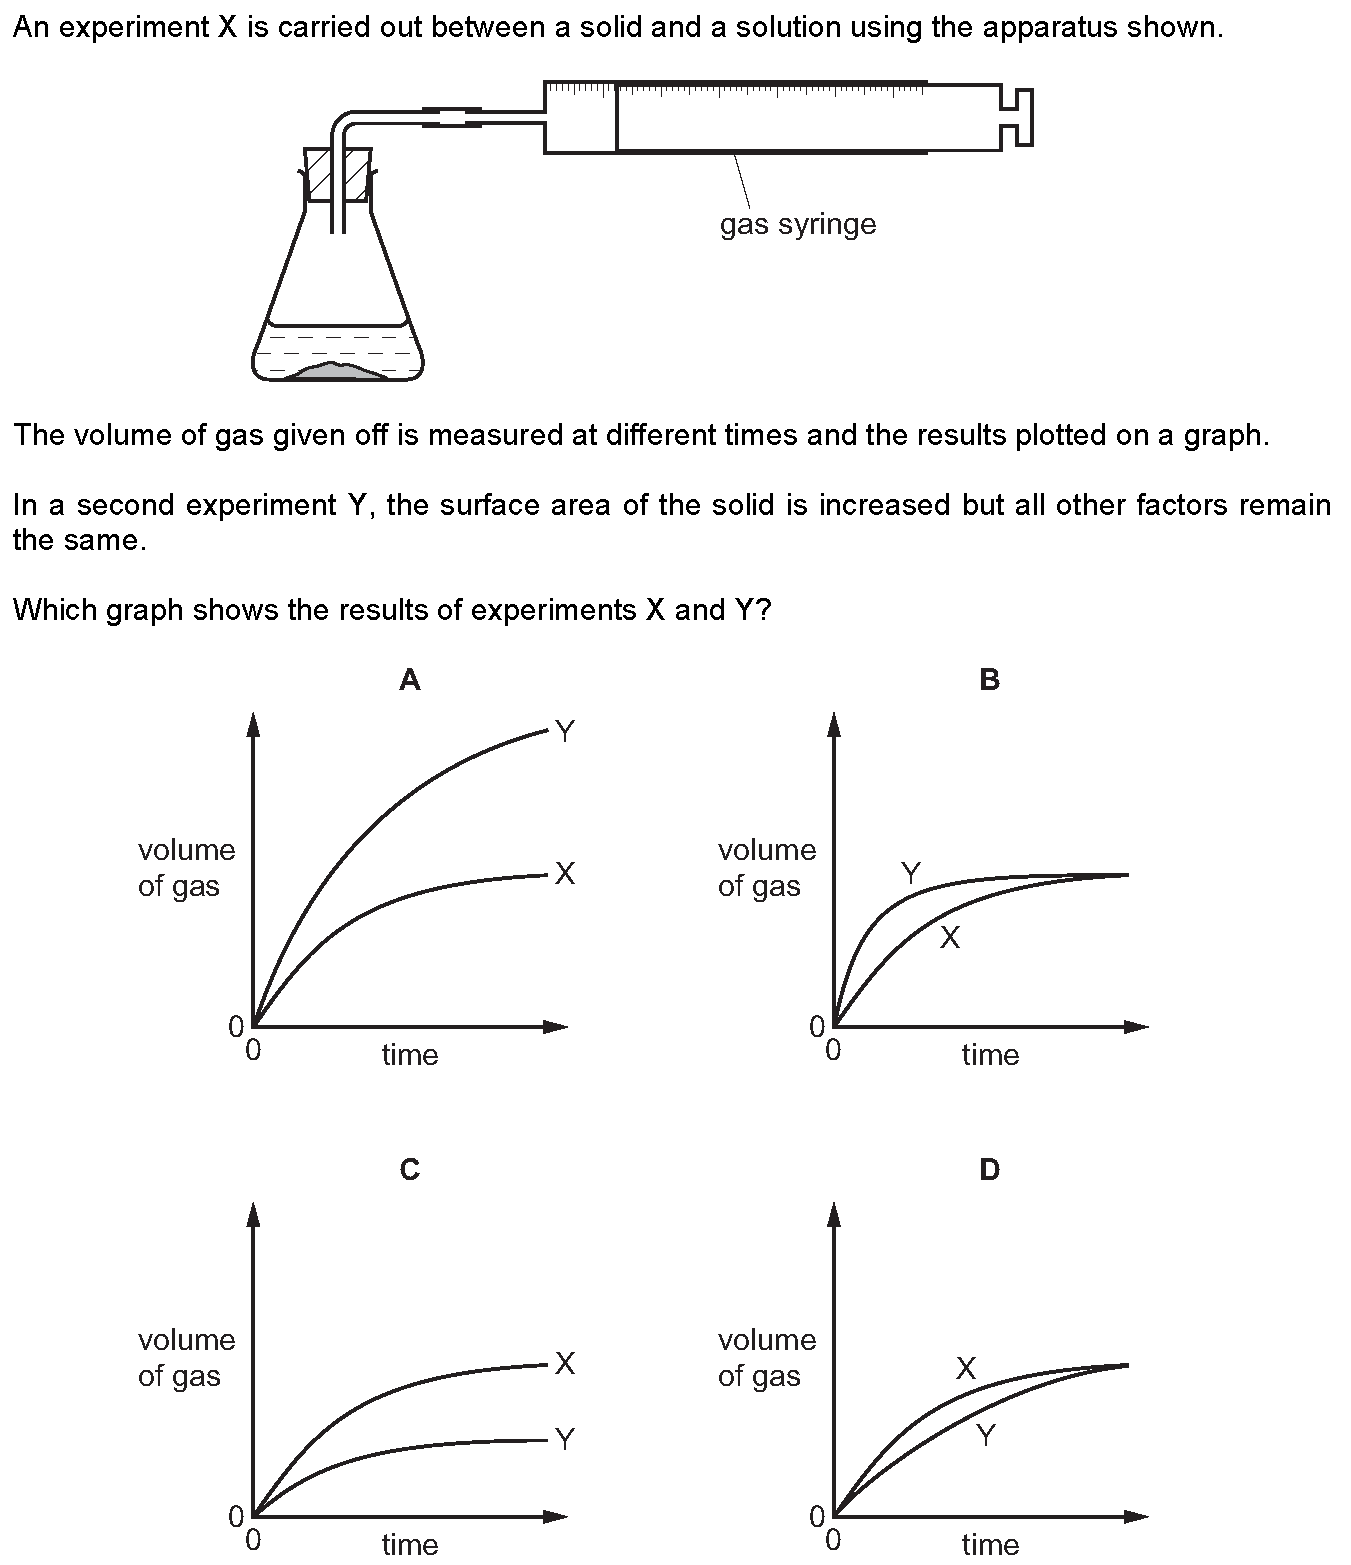 An experiment X is carried out between a solid and a solution using the apparatus shown.
gas syringe
The volume of gas given off is measured at different times and the results plotted on a graph.
In a second experiment Y, the surface area of the solid is increased but all other factors remain
the same.
Which graph shows the results of experiments X and Y?
A
Y
X
volume
of gas
0
0
time
B
Y
X
volume
of gas
0
0
time
C
X
Y
volume
of gas
0
0
time
D
X
Y
volume
of gas
0
0
time